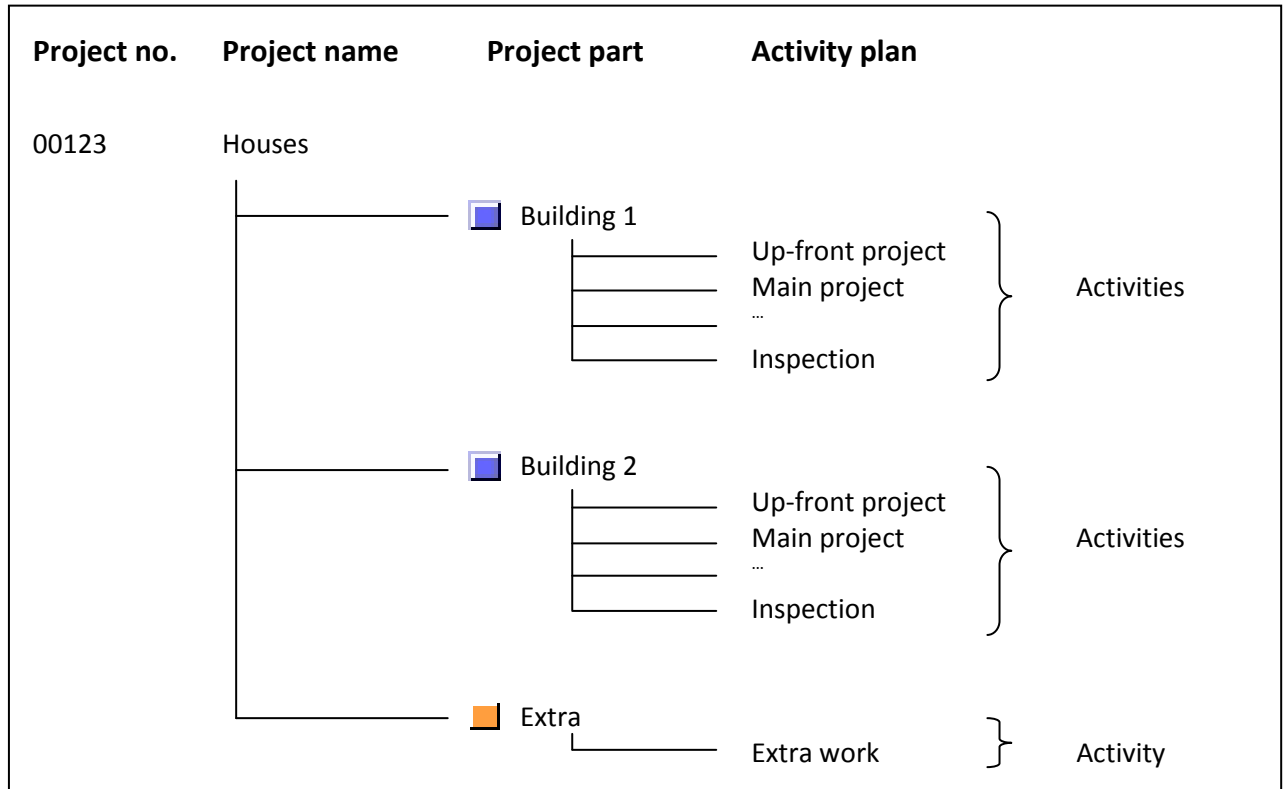 Project no. Project name Project part Activity plan
00123 Houses
Building 1
Up-front project
Main project Activities
...
Inspection
Building 2
Up-front project
Main project Activities
...
Inspection
Extra
Extra work Activity